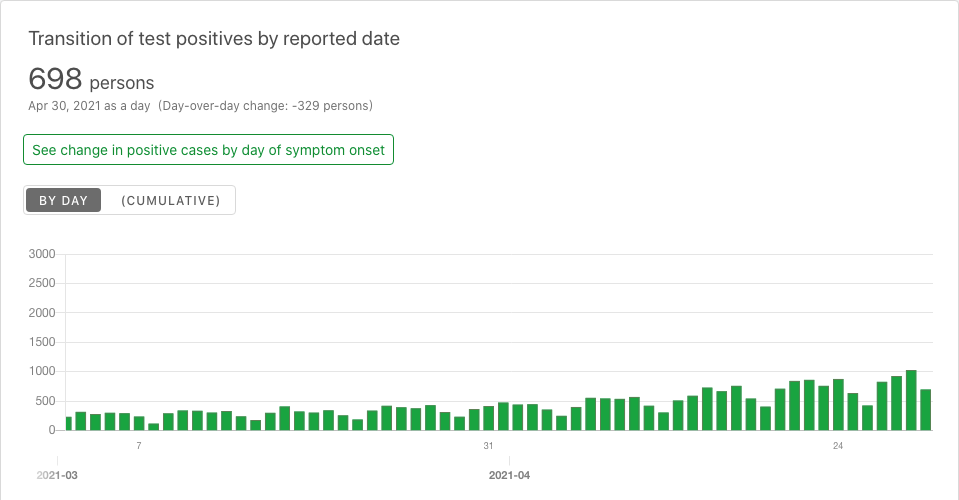 Transition of test positives by reported date
698 persons
Apr 30, 2021 as a day (Day-over-day change: -329 persons)
See change in positive cases by day of symptom onset
BY DAY (CUMULATIVE)
3000
2500
2000
1500
1000
500
0
7 31 24
2021-03 2021-04